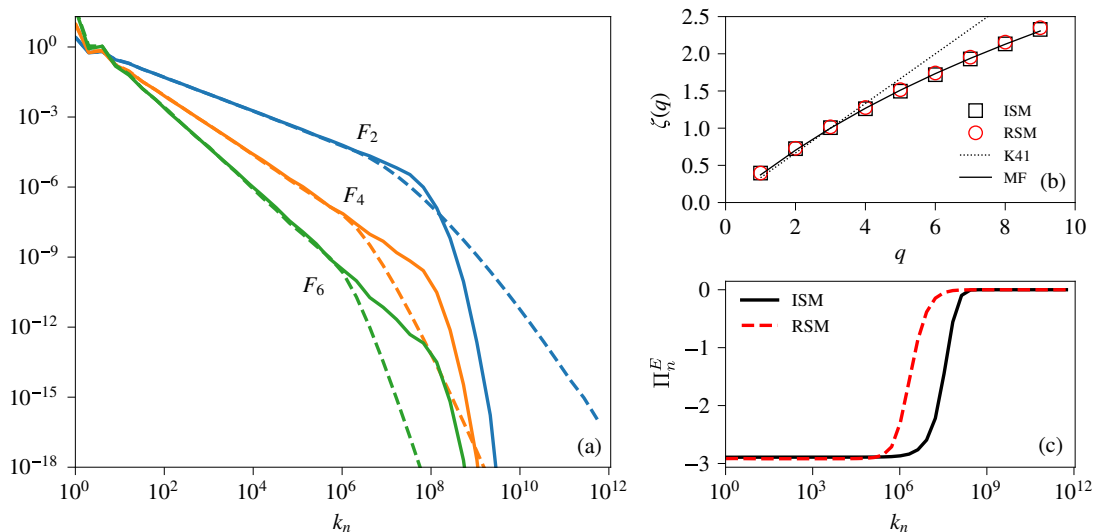 10^0
10^{-3}
10^{-6}
10^{-9}
10^{-12}
10^{-15}
10^{-18}
F_2
F_4
F_6
(a)
10^0 10^2 10^4 10^6 10^8 10^{10} 10^{12}
k_n
2.5
2.0
1.5
1.0
0.5
0.0
ζ(q)
ISM
RSM
K41
MF
(b)
0 2 4 6 8 10
q
0
−1
−2
−3
Π_n^E
ISM
RSM
(c)
10^0 10^3 10^6 10^9 10^{12}
k_n